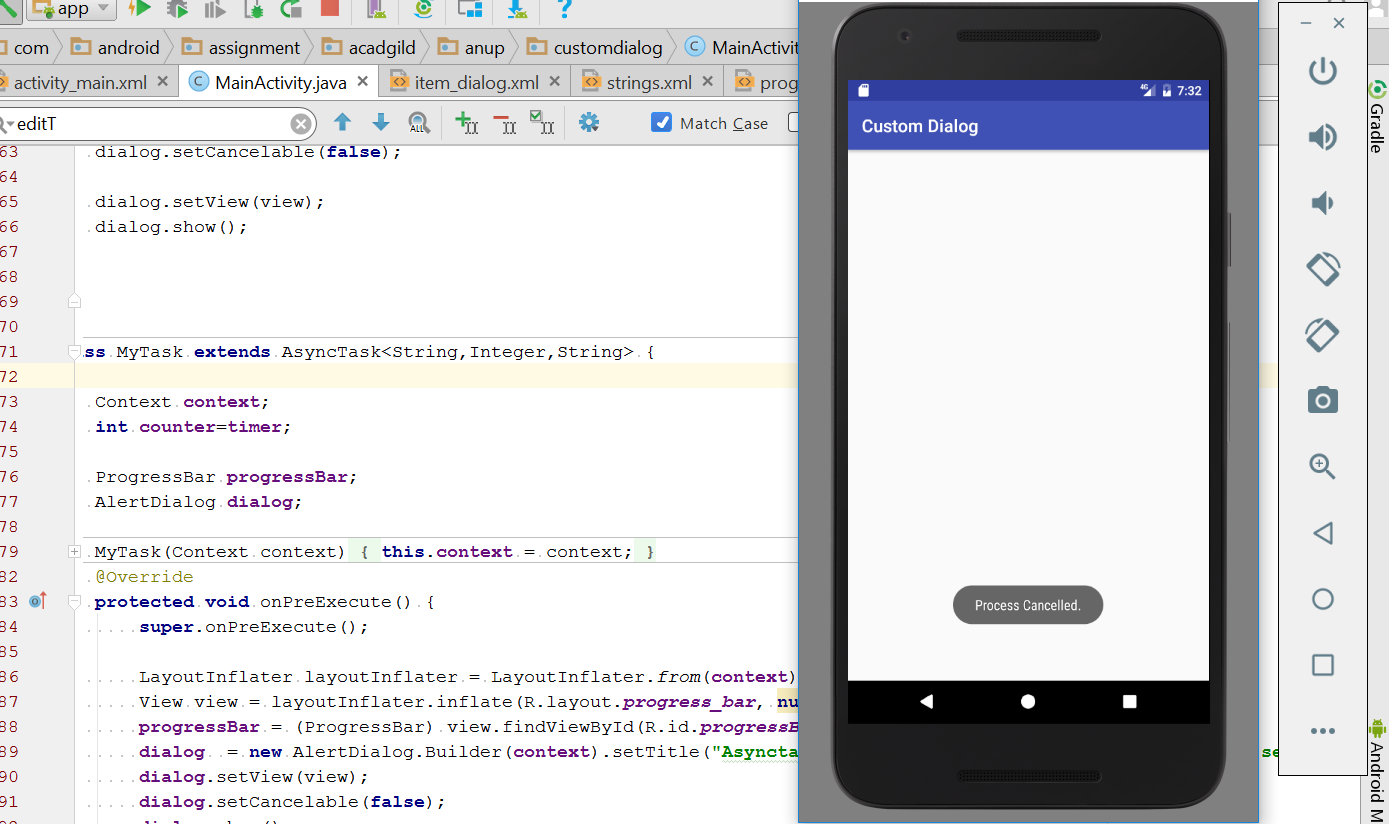 app
com android assignment acadgild anup customdialog MainActivit
activity_main.xml MainActivity.java item_dialog.xml strings.xml prog
editT Match Case
63 dialog.setCancelable(false);
64
65 dialog.setView(view);
66 dialog.show();
67
68
69
70
71 ss MyTask extends AsyncTask<String,Integer,String> {
72
73 Context context;
74 int counter=timer;
75
76 ProgressBar progressBar;
77 AlertDialog dialog;
78
79 MyTask(Context context) { this.context = context; }
82 @Override
83 protected void onPreExecute() {
84 super.onPreExecute();
85
86 LayoutInflater layoutInflater = LayoutInflater.from(context)
87 View view = layoutInflater.inflate(R.layout.progress_bar, nu
88 progressBar = (ProgressBar) view.findViewById(R.id.progressB
89 dialog = new AlertDialog.Builder(context).setTitle("Asyncta se
90 dialog.setView(view);
91 dialog.setCancelable(false);
4G 7:32
Custom Dialog
Process Cancelled.
Gradle
Android M